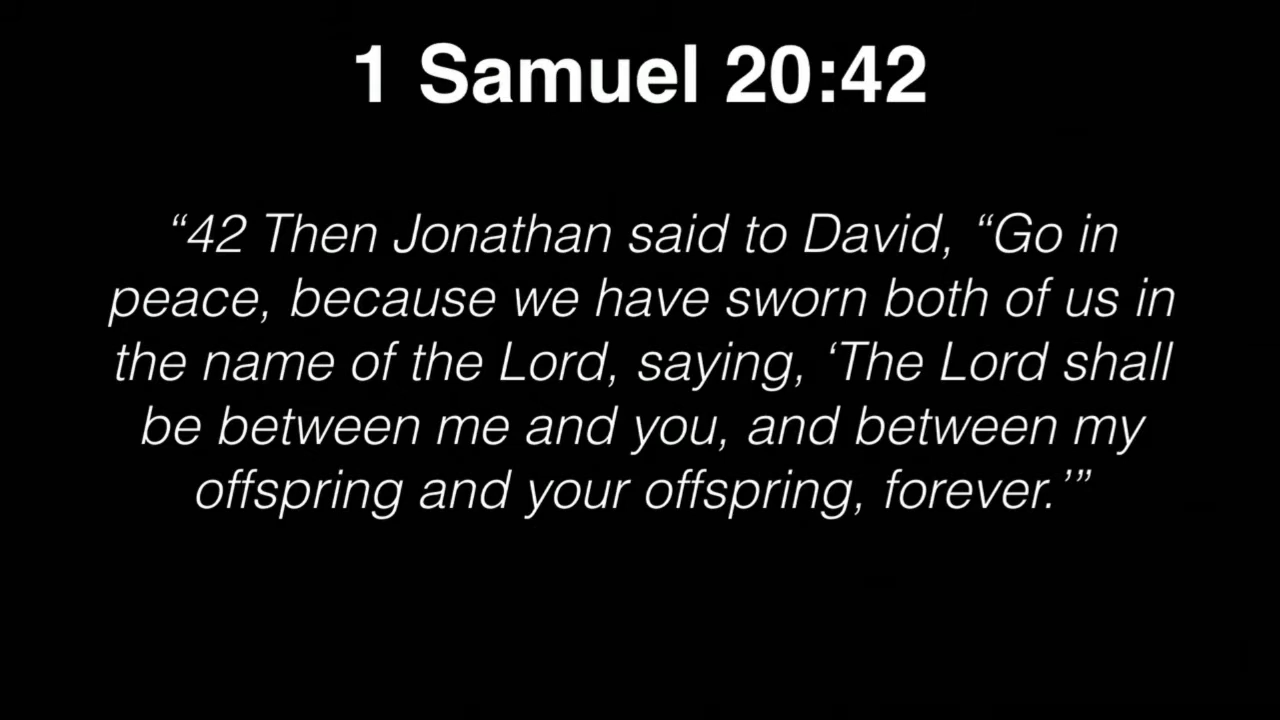 1 Samuel 20:42
“42 Then Jonathan said to David, “Go in
peace, because we have sworn both of us in
the name of the Lord, saying, ‘The Lord shall
be between me and you, and between my
offspring and your offspring, forever.’”